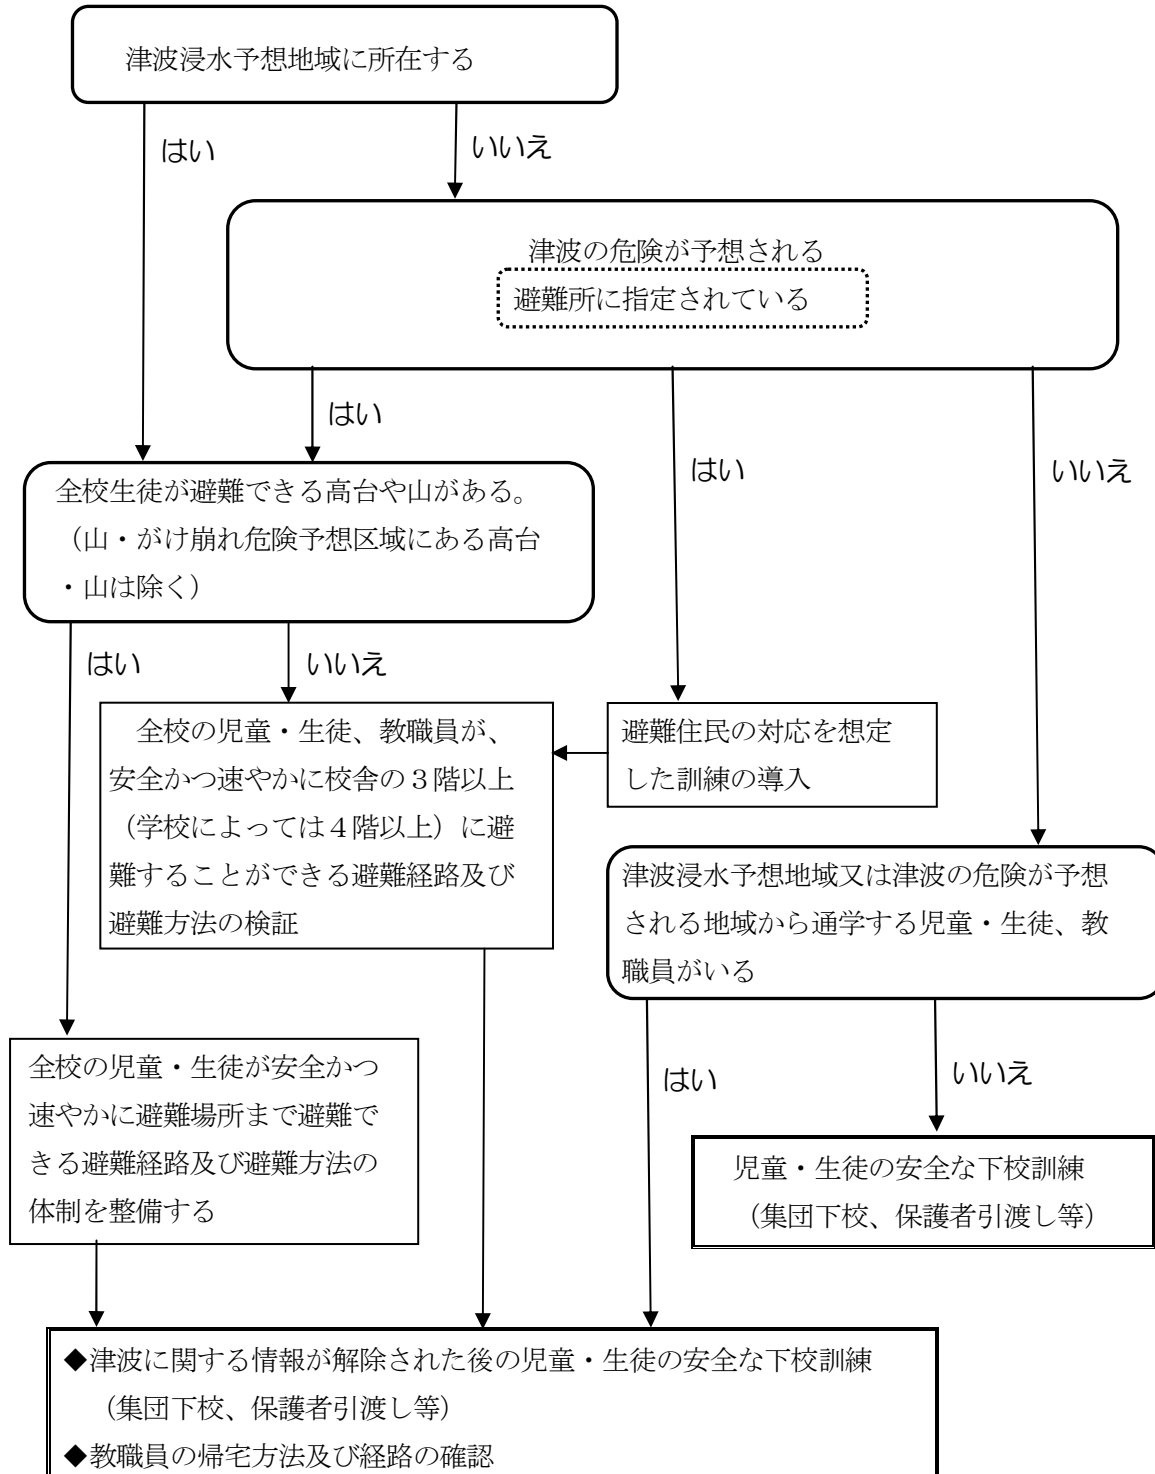 津波浸水予想地域に所在する
はい
いいえ
津波の危険が予想される
避難所に指定されている
はい
はい
いいえ
全校生徒が避難できる高台や山がある。
（山・がけ崩れ危険予想区域にある高台
・山は除く）
はい
いいえ
全校の児童・生徒、教職員が、
安全かつ速やかに校舎の３階以上
（学校によっては４階以上）に避
難することができる避難経路及び
避難方法の検証
避難住民の対応を想定
した訓練の導入
津波浸水予想地域又は津波の危険が予想
される地域から通学する児童・生徒、教
職員がいる
全校の児童・生徒が安全かつ
速やかに避難場所まで避難で
きる避難経路及び避難方法の
体制を整備する
はい
いいえ
児童・生徒の安全な下校訓練
（集団下校、保護者引渡し等）
◆津波に関する情報が解除された後の児童・生徒の安全な下校訓練
（集団下校、保護者引渡し等）
◆教職員の帰宅方法及び経路の確認